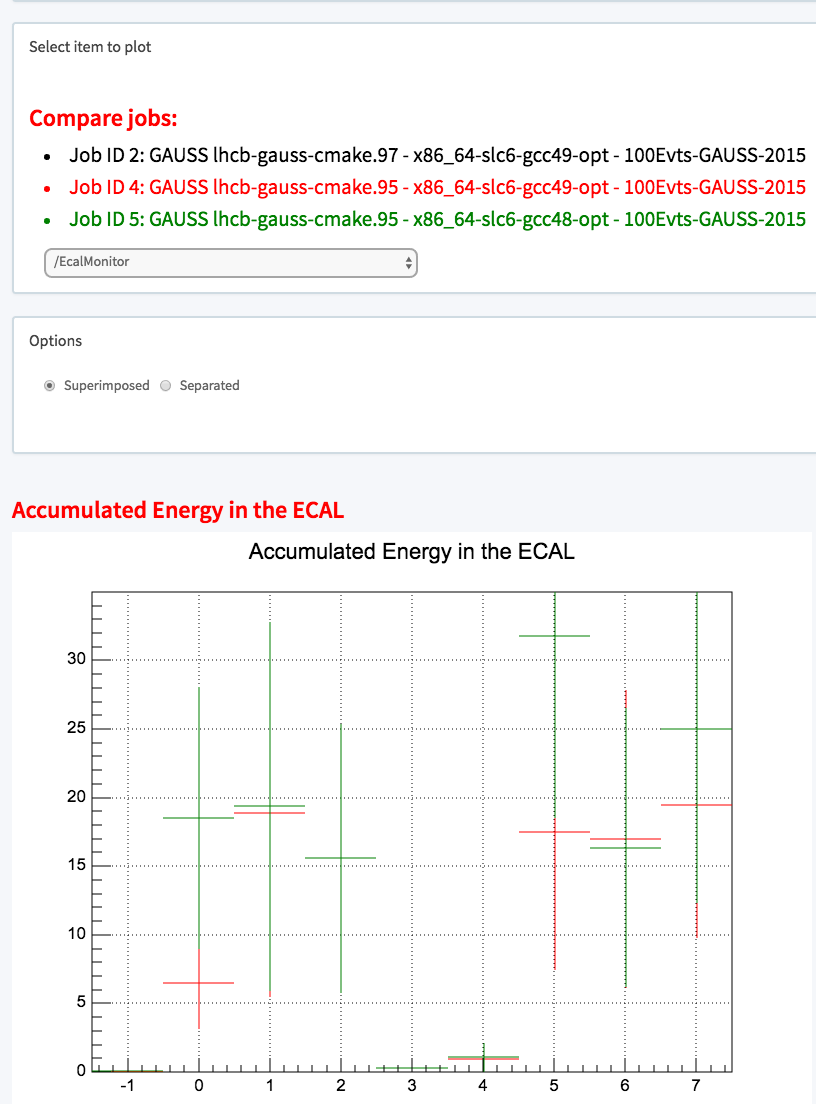 Select item to plot
Compare jobs:
Job ID 2: GAUSS lhcb-gauss-cmake.97 - x86_64-slc6-gcc49-opt - 100Evts-GAUSS-2015
Job ID 4: GAUSS lhcb-gauss-cmake.95 - x86_64-slc6-gcc49-opt - 100Evts-GAUSS-2015
Job ID 5: GAUSS lhcb-gauss-cmake.95 - x86_64-slc6-gcc48-opt - 100Evts-GAUSS-2015
/EcalMonitor
Options
Superimposed Separated
Accumulated Energy in the ECAL
Accumulated Energy in the ECAL
30
25
20
15
10
5
0
-1 0 1 2 3 4 5 6 7